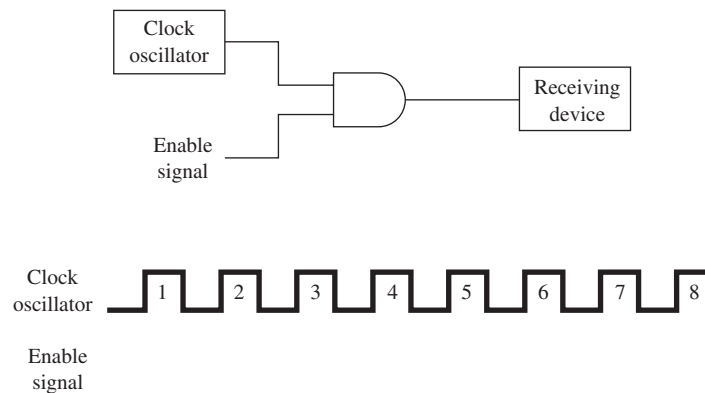 Clock
oscillator
Receiving
device
Enable
signal
Clock
oscillator
1 2 3 4 5 6 7 8
Enable
signal